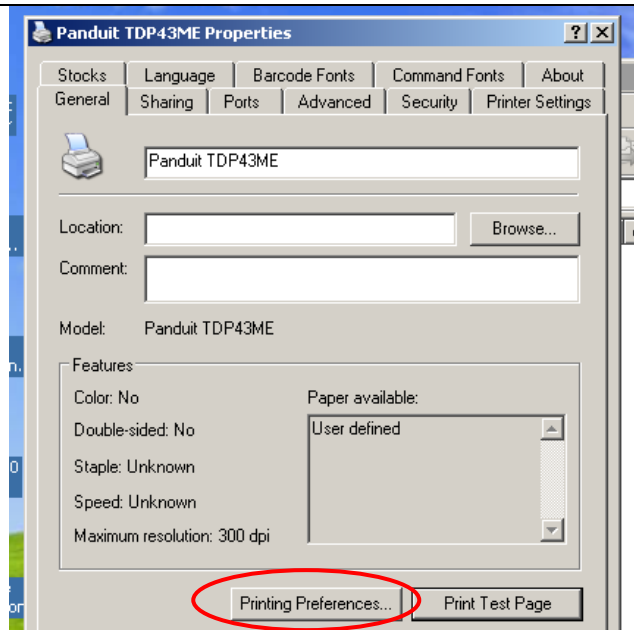 Panduit TDP43ME Properties
Stocks Language Barcode Fonts Command Fonts About
General Sharing Ports Advanced Security Printer Settings
Panduit TDP43ME
Location: Browse...
Comment:
Model: Panduit TDP43ME
Features
Color: No Paper available:
Double-sided: No User defined
Staple: Unknown
Speed: Unknown
Maximum resolution: 300 dpi
Printing Preferences... Print Test Page